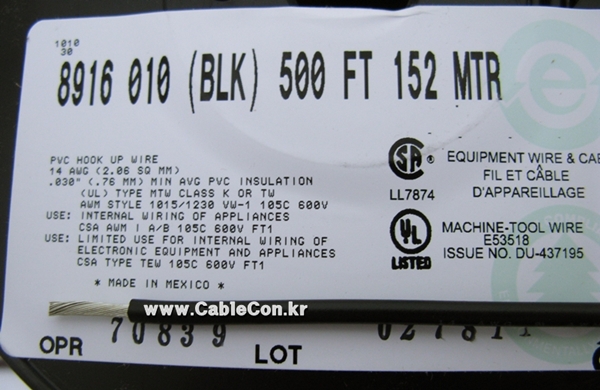 1010
30
8916 010 (BLK) 500 FT 152 MTR
PVC HOOK UP WIRE
14 AWG (2.06 SQ MM)
.030" (.76 MM) MIN AVG PVC INSULATION
(UL) TYPE MTW CLASS K OR TW
AWM STYLE 1015/1230 VW-1 105C 600V
USE: INTERNAL WIRING OF APPLIANCES
CSA AWM I A/B 105C 600V FT1
USE: LIMITED USE FOR INTERNAL WIRING OF
ELECTRONIC EQUIPMENT AND APPLIANCES
CSA TYPE TEW 105C 600V FT1
* MADE IN MEXICO *
SA ®
LL7874
EQUIPMENT WIRE & CA
FIL ET CÂBLE
D'APPAREILLAGE
UL ®
LISTED
MACHINE-TOOL WIRE
E53518
ISSUE NO. DU-437195
www.CableCon.kr
OPR 70839
LOT